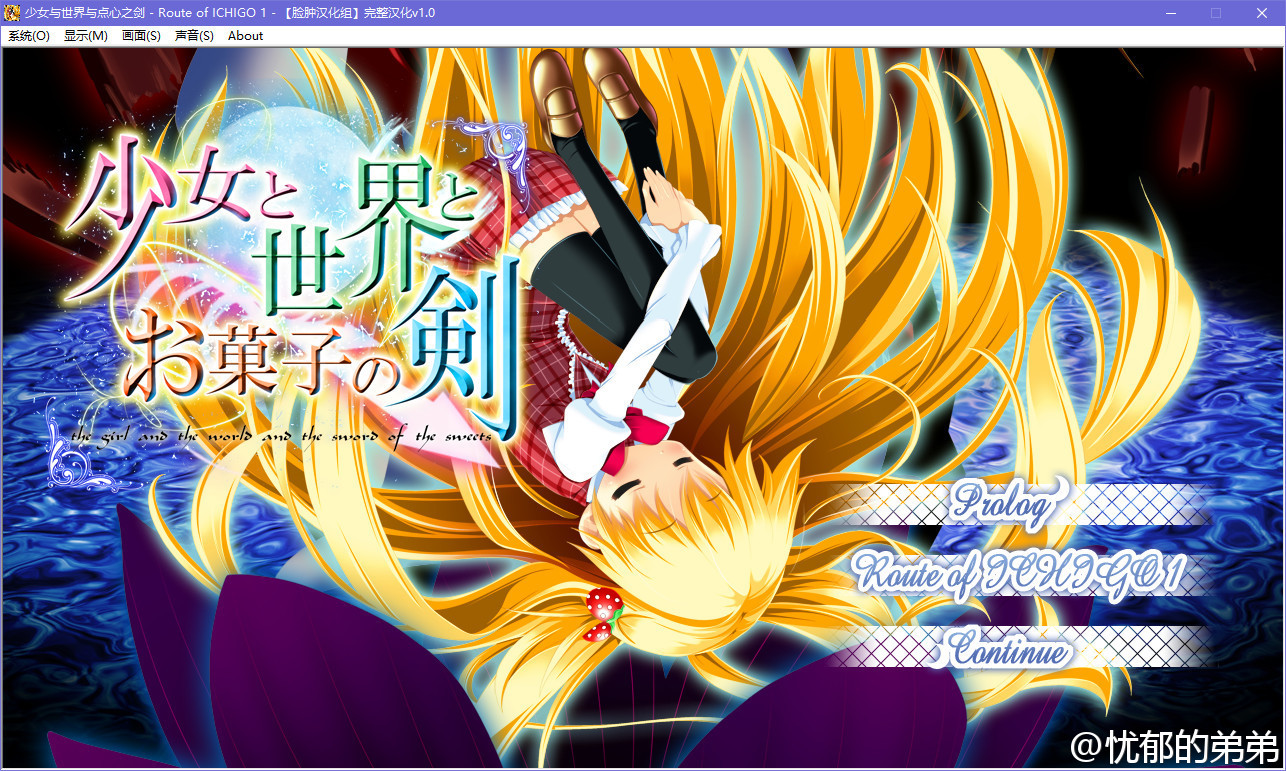 少女与世界与点心之剑 - Route of ICHIGO 1 - 【脸肿汉化组】完整汉化v1.0
系统(O) 显示(M) 画面(S) 声音(S) About
少女と
世界と
お菓子の剣
the girl and the world and the sword of the sweets
Prolog
Route of ICHIGO 1
Continue
@忧郁的弟弟